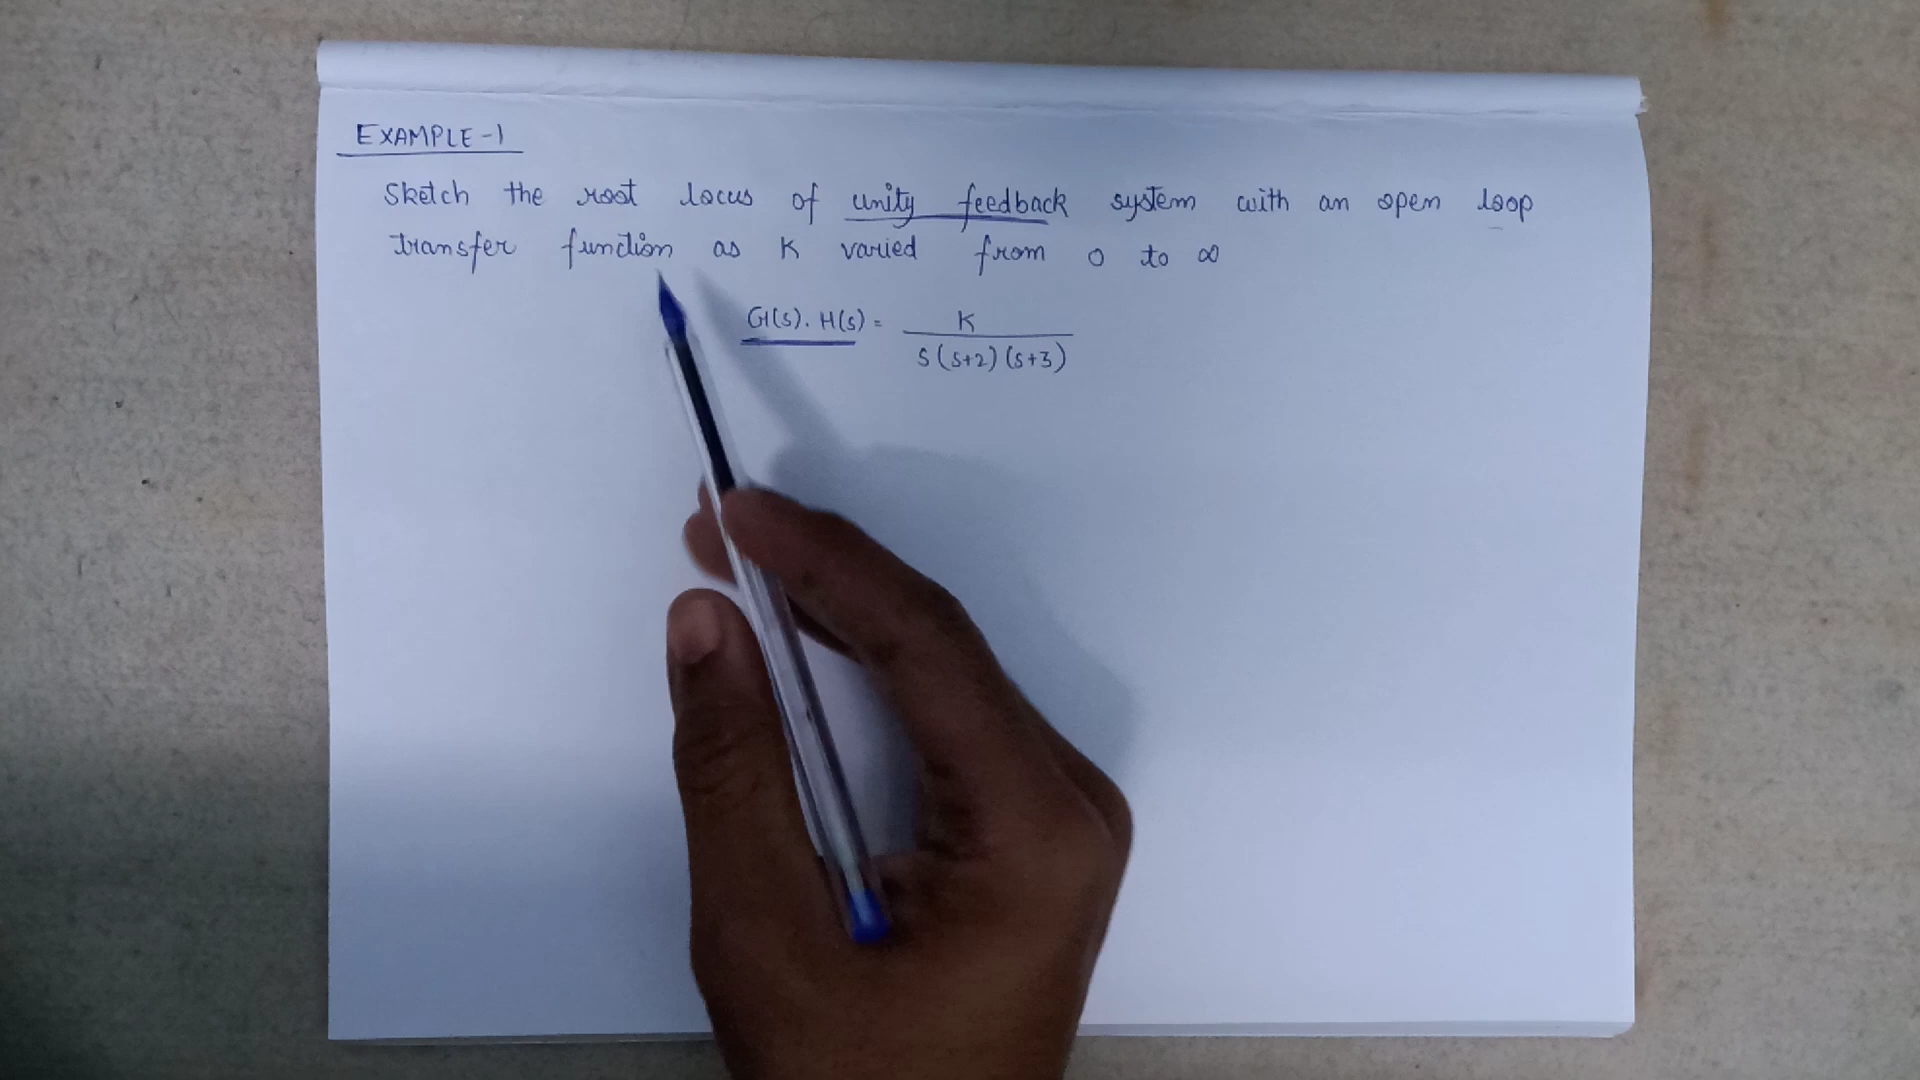 EXAMPLE-1
Sketch the root locus of unity feedback system with an open loop
transfer function as K varied from 0 to ∞
G(s). H(s) = K
s(s+2)(s+3)